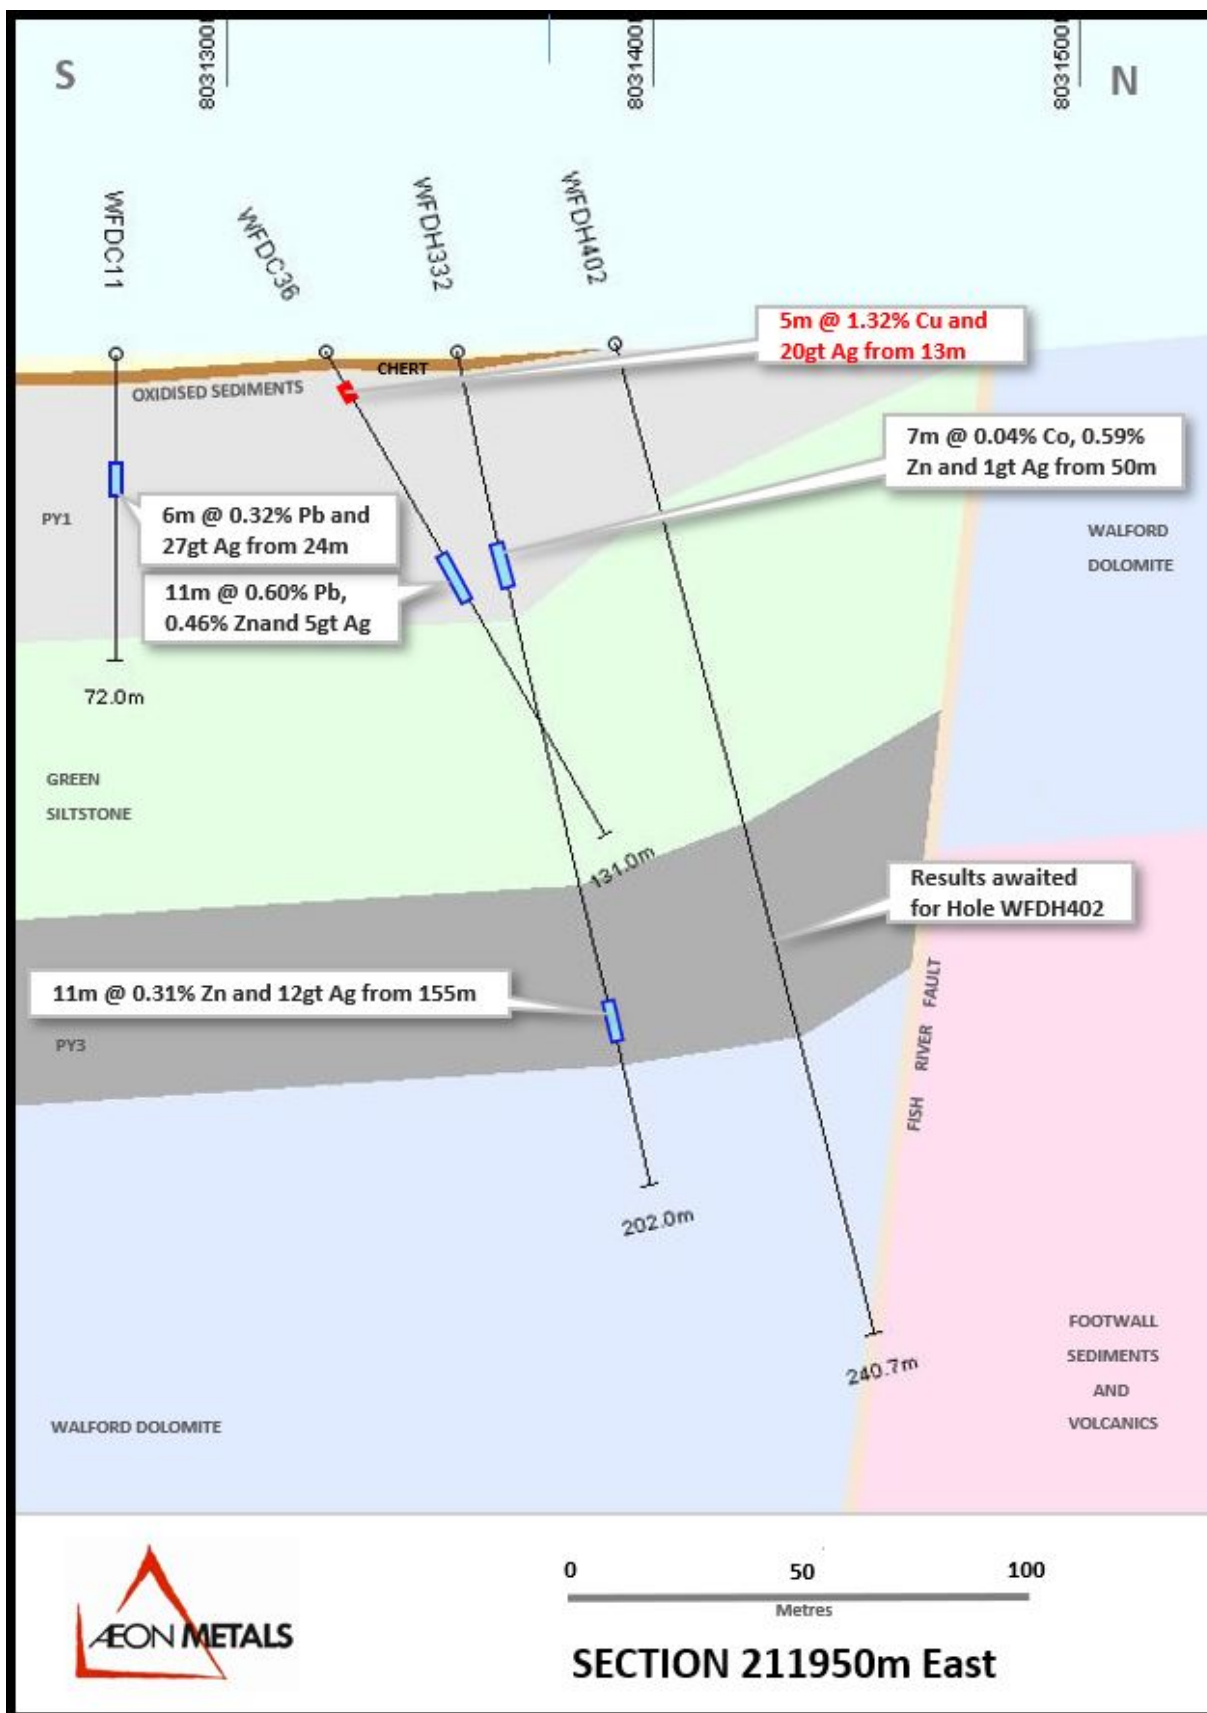 S
8031300
8031400
8031500
N
WFDC11
WFDC36
WFDH332
WFDH402
5m @ 1.32% Cu and
20gt Ag from 13m
CHERT
OXIDISED SEDIMENTS
7m @ 0.04% Co, 0.59%
Zn and 1gt Ag from 50m
PY1
6m @ 0.32% Pb and
27gt Ag from 24m
WALFORD
DOLOMITE
11m @ 0.60% Pb,
0.46% Znand 5gt Ag
72.0m
GREEN
SILTSTONE
131.0m
Results awaited
for Hole WFDH402
11m @ 0.31% Zn and 12gt Ag from 155m
PY3
FISH RIVER FAULT
202.0m
240.7m
FOOTWALL
SEDIMENTS
AND
VOLCANICS
WALFORD DOLOMITE
0 50 100
Metres
ÆON METALS
SECTION 211950m East